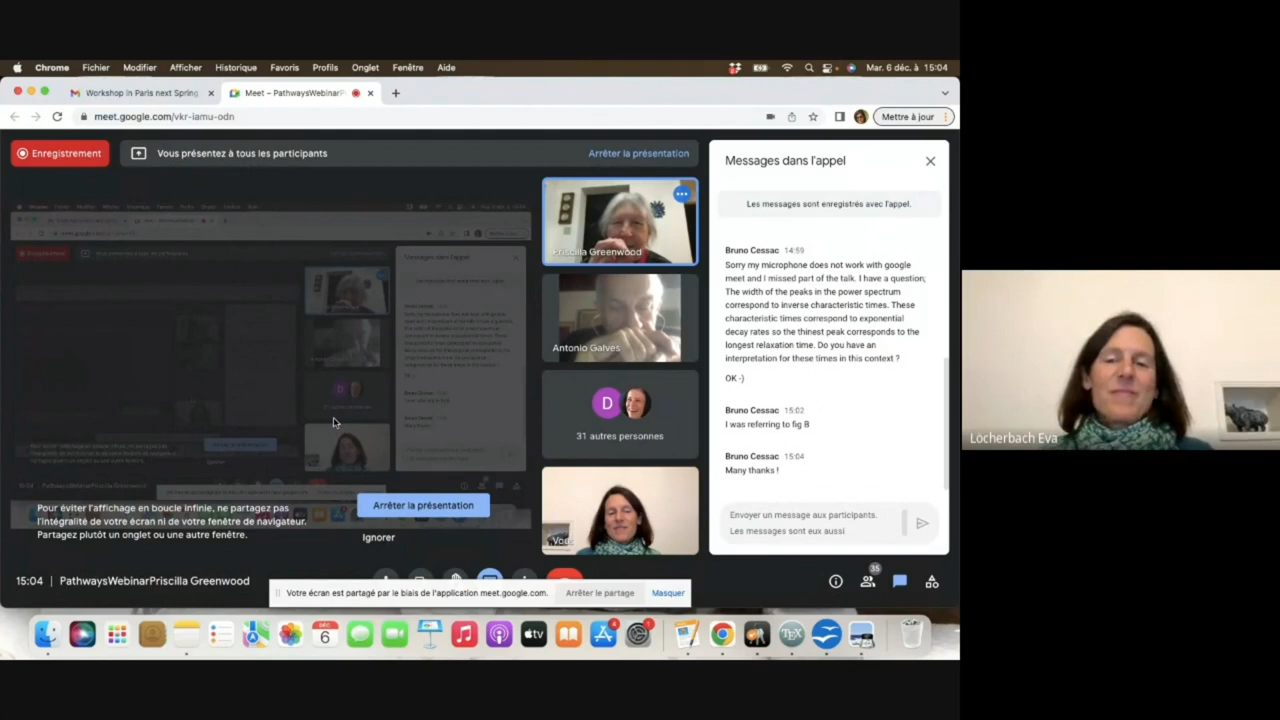 Chrome Fichier Modifier Afficher Historique Favoris Profils Onglet Fenêtre Aide Mar. 6 déc. à 15:04
Workshop in Paris next Spring
Meet – PathwaysWebinarP
meet.google.com/vkr-iamu-odn
Mettre à jour
Enregistrement
Vous présentez à tous les participants
Arrêter la présentation
Priscilla Greenwood
Antonio Galves
D
31 autres personnes
Pour éviter l'affichage en boucle infinie, ne partagez pas
l'intégralité de votre écran ni de votre fenêtre de navigateur.
Partagez plutôt un onglet ou une autre fenêtre.
Arrêter la présentation
Ignorer
Messages dans l'appel
Les messages sont enregistrés avec l'appel.
Bruno Cessac 14:59
Sorry my microphone does not work with google
meet and I missed part of the talk. I have a question;
The width of the peaks in the power spectrum
correspond to inverse characteristic times. These
characteristic times correspond to exponential
decay rates so the thinest peak corresponds to the
longest relaxation time. Do you have an
interpretation for these times in this context ?
OK -)
Bruno Cessac 15:02
I was referring to fig B
Bruno Cessac 15:04
Many thanks !
Envoyer un message aux participants.
Les messages sont eux aussi
15:04 | PathwaysWebinarPriscilla Greenwood
35
Votre écran est partagé par le biais de l'application meet.google.com.
Arrêter le partage
Masquer
DÉC.
6
tv
4
1
TEX
Löcherbach Eva